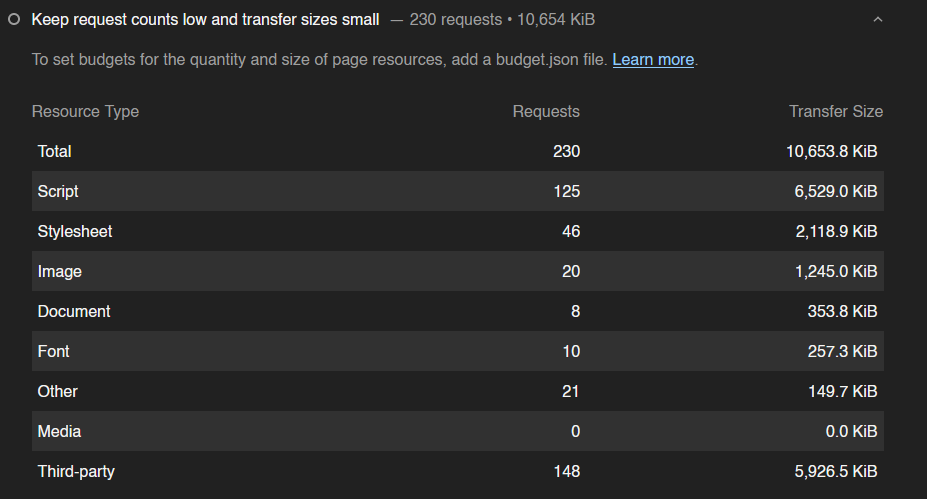 Keep request counts low and transfer sizes small — 230 requests • 10,654 KiB
To set budgets for the quantity and size of page resources, add a budget.json file. Learn more.
Resource Type Requests Transfer Size
Total 230 10,653.8 KiB
Script 125 6,529.0 KiB
Stylesheet 46 2,118.9 KiB
Image 20 1,245.0 KiB
Document 8 353.8 KiB
Font 10 257.3 KiB
Other 21 149.7 KiB
Media 0 0.0 KiB
Third-party 148 5,926.5 KiB